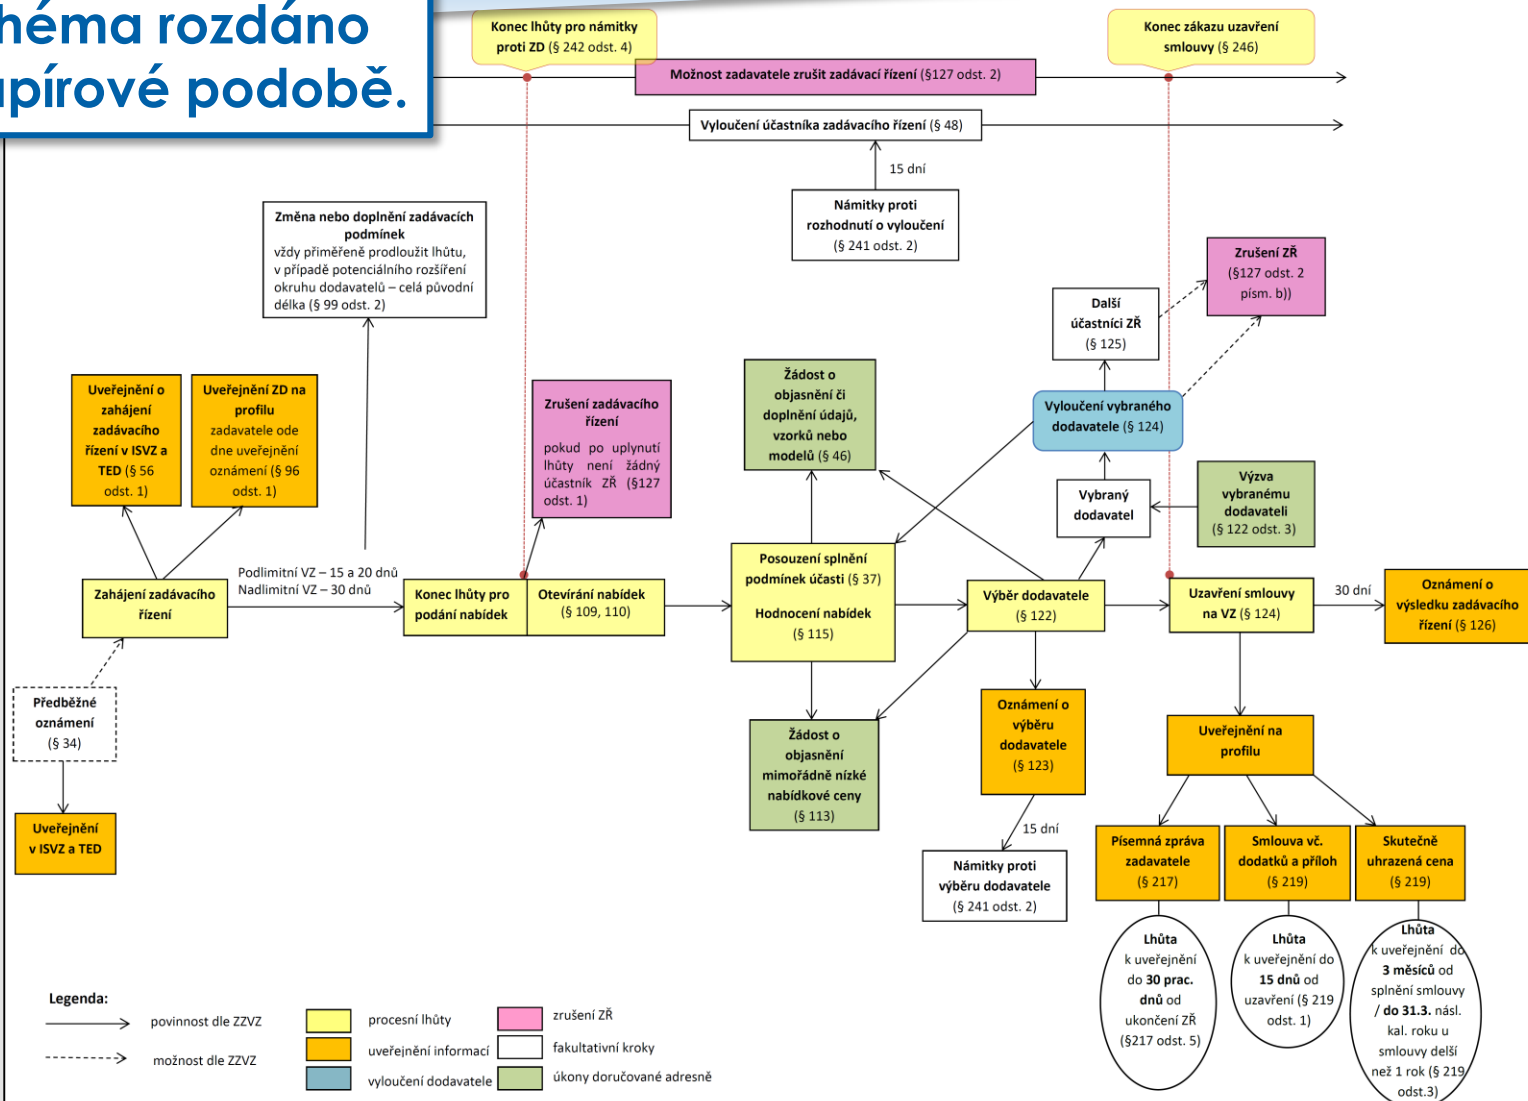 héma rozdáno
apírové podobě.
Konec lhůty pro námitky
proti ZD (§ 242 odst. 4)
Konec zákazu uzavření
smlouvy (§ 246)
Možnost zadavatele zrušit zadávací řízení (§127 odst. 2)
Vyloučení účastníka zadávacího řízení (§ 48)
15 dní
Námitky proti
rozhodnutí o vyloučení
(§ 241 odst. 2)
Změna nebo doplnění zadávacích
podmínek
vždy přiměřeně prodloužit lhůtu,
v případě potenciálního rozšíření
okruhu dodavatelů – celá původní
délka (§ 99 odst. 2)
Zrušení ZŘ
(§127 odst. 2
písm. b))
Další
účastníci ZŘ
(§ 125)
Uveřejnění o
zahájení
zadávacího
řízení v ISVZ a
TED (§ 56
odst. 1)
Uveřejnění ZD na
profilu
zadavatele ode
dne uveřejnění
oznámení (§ 96
odst. 1)
Zrušení zadávacího
řízení
pokud po uplynutí
lhůty není žádný
účastník ZŘ (§127
odst. 1)
Žádost o
objasnění či
doplnění údajů,
vzorků nebo
modelů (§ 46)
Vyloučení vybraného
dodavatele (§ 124)
Vybraný
dodavatel
Výzva
vybranému
dodavateli
(§ 122 odst. 3)
Zahájení zadávacího
řízení
Podlimitní VZ – 15 a 20 dnů
Nadlimitní VZ – 30 dnů
Konec lhůty pro
podání nabídek
Otevírání nabídek
(§ 109, 110)
Posouzení splnění
podmínek účasti (§ 37)
Hodnocení nabídek
(§ 115)
Výběr dodavatele
(§ 122)
Uzavření smlouvy
na VZ (§ 124)
30 dní
Oznámení o
výsledku zadávacího
řízení (§ 126)
Předběžné
oznámení
(§ 34)
Uveřejnění
v ISVZ a TED
Žádost o
objasnění
mimořádně nízké
nabídkové ceny
(§ 113)
Oznámení o
výběru
dodavatele
(§ 123)
15 dní
Námitky proti
výběru dodavatele
(§ 241 odst. 2)
Uveřejnění na
profilu
Písemná zpráva
zadavatele
(§ 217)
Smlouva vč.
dodatků a příloh
(§ 219)
Skutečně
uhrazená cena
(§ 219)
Lhůta
k uveřejnění
do 30 prac.
dnů od
ukončení ZŘ
(§217 odst. 5)
Lhůta
k uveřejnění do
15 dnů od
uzavření (§ 219
odst. 1)
Lhůta
k uveřejnění do
3 měsíců od
splnění smlouvy
/ do 31.3. násl.
kal. roku u
smlouvy delší
než 1 rok (§ 219
odst.3)
Legenda:
povinnost dle ZZVZ
možnost dle ZZVZ
procesní lhůty
uveřejnění informací
vyloučení dodavatele
zrušení ZŘ
fakultativní kroky
úkony doručované adresně